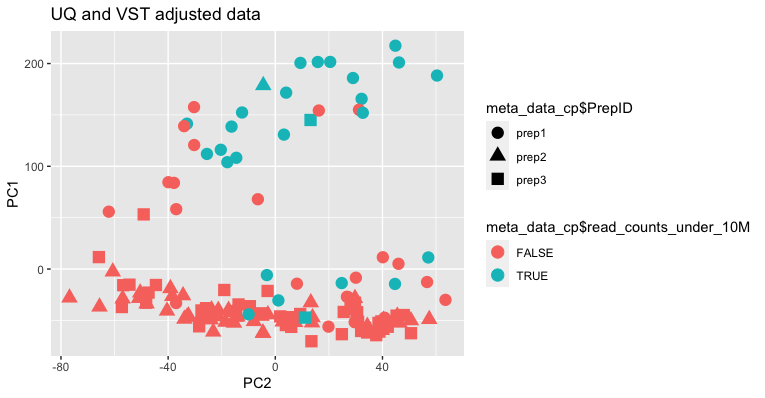 UQ and VST adjusted data
200
100
0
PC1
-80
-40
0
40
PC2
meta_data_cp$PrepID
prep1
prep2
prep3
meta_data_cp$read_counts_under_10M
FALSE
TRUE